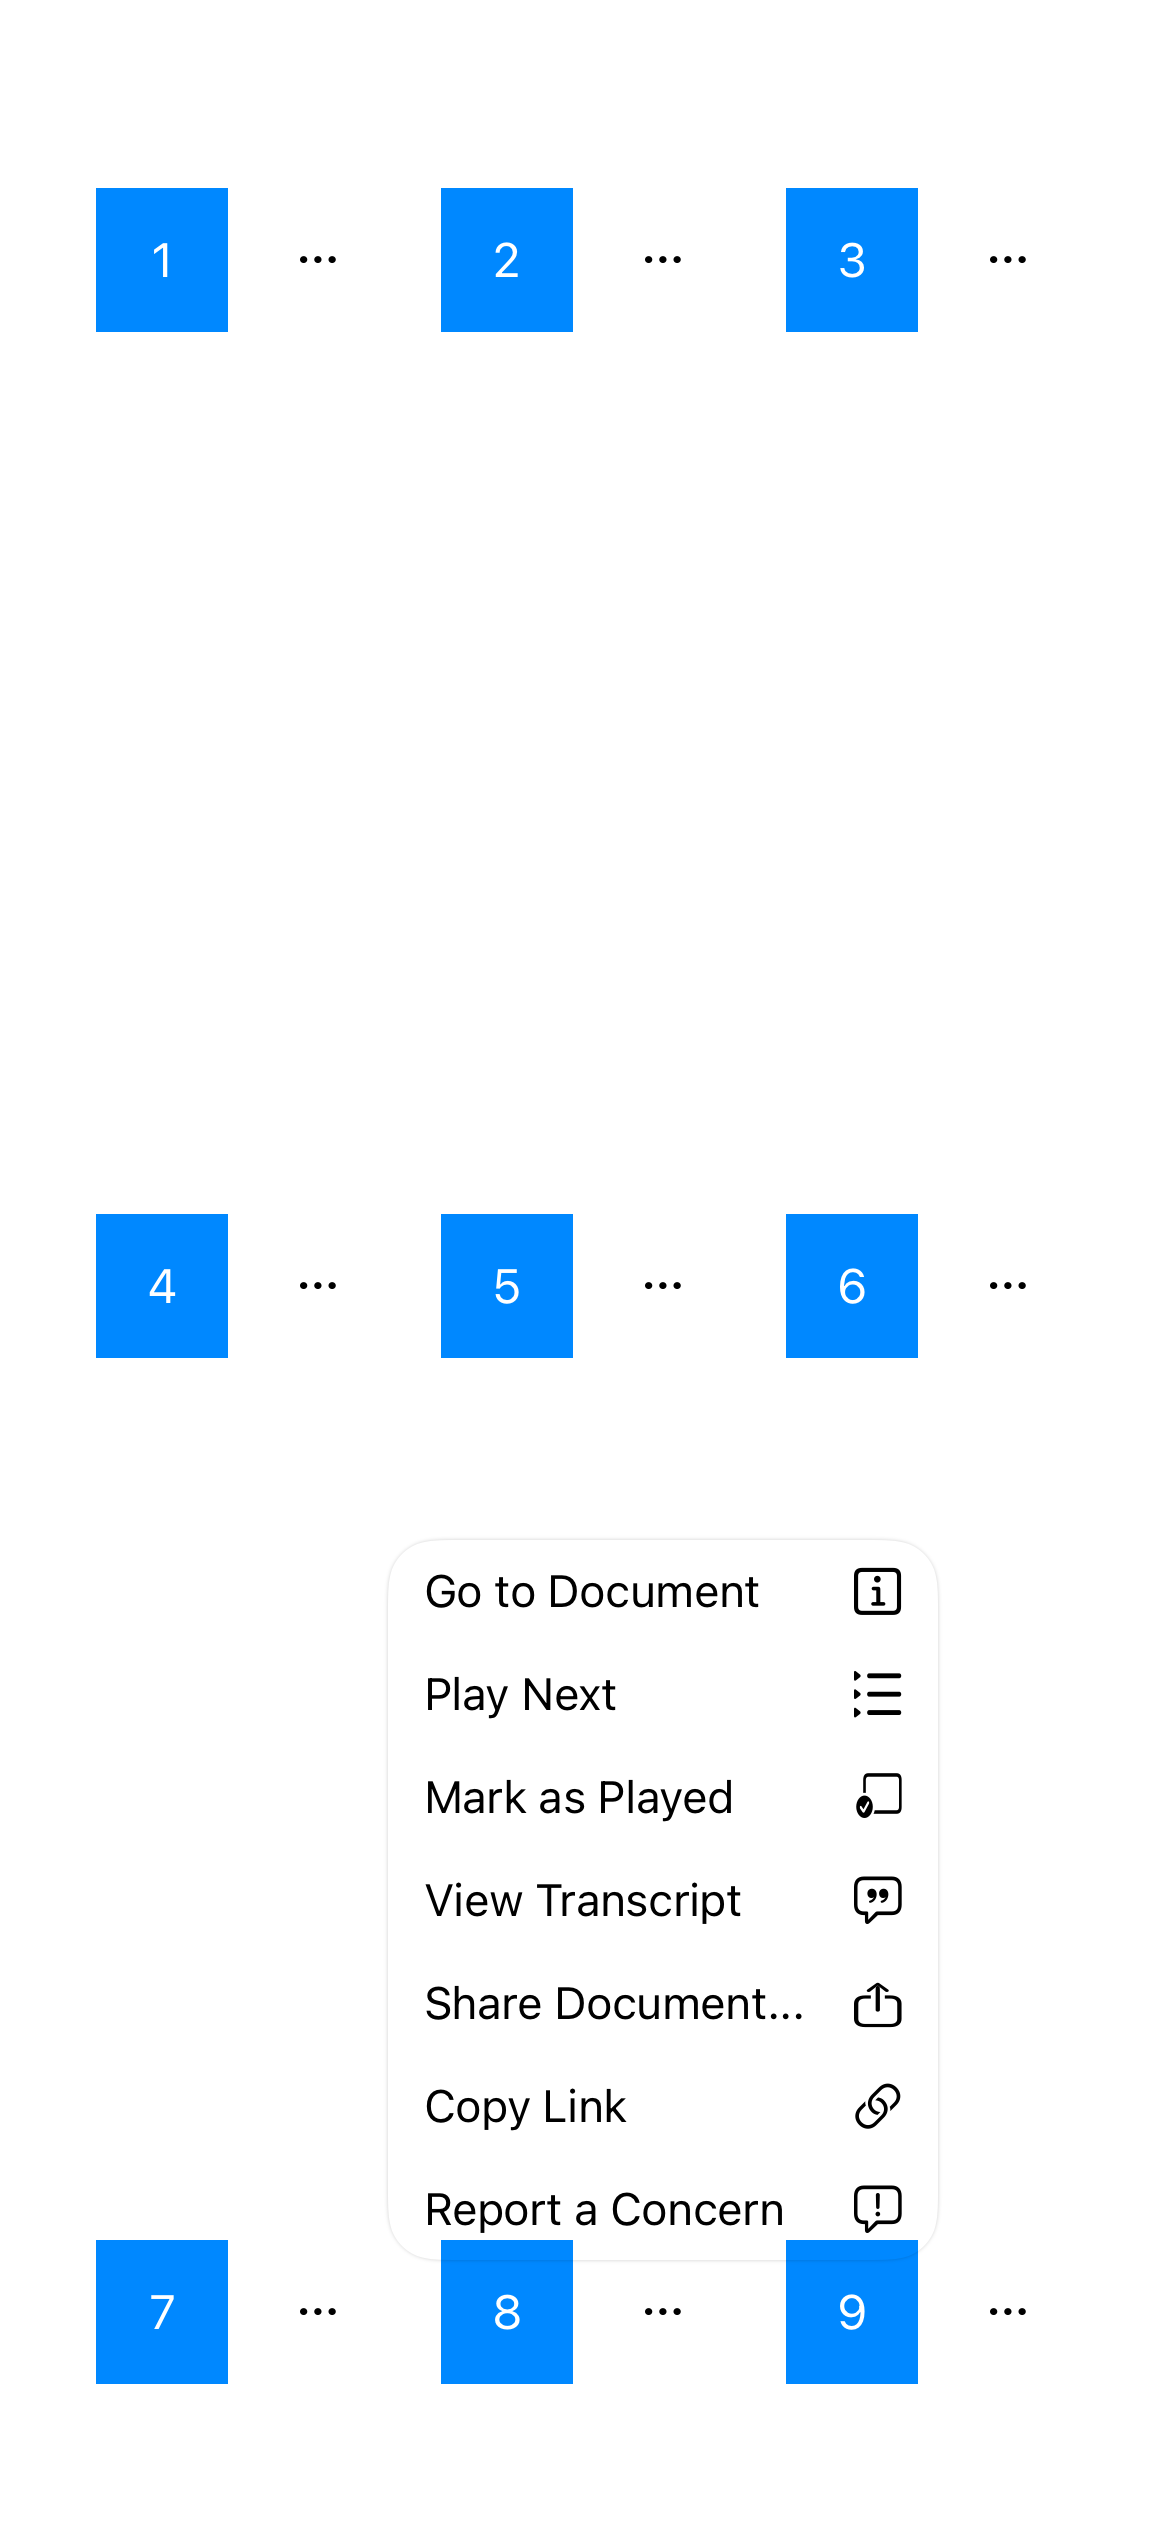 1 ... 2 ... 3 ...
4 ... 5 ... 6 ...
Go to Document
Play Next
Mark as Played
View Transcript
Share Document...
Copy Link
Report a Concern
7 ... 8 ... 9 ...